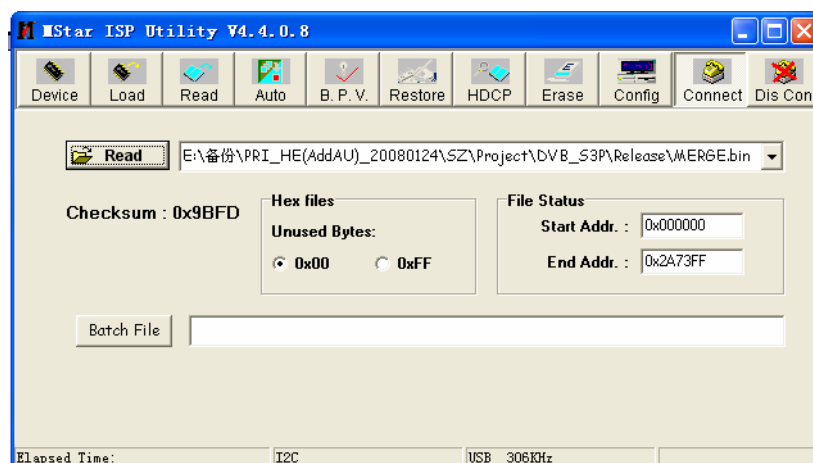 MStar ISP Utility V4.4.0.8
Device Load Read Auto B. P. V. Restore HDCP Erase Config Connect Dis Con
Read E:\备份\PRI_HE(AddAU)_20080124\SZ\Project\DVB_S3P\Release\MERGE.bin
Checksum : 0x9BFD
Hex files
Unused Bytes:
0x00 0xFF
File Status
Start Addr. : 0x000000
End Addr. : 0x2A73FF
Batch File
Elapsed Time: I2C USB 306KHz